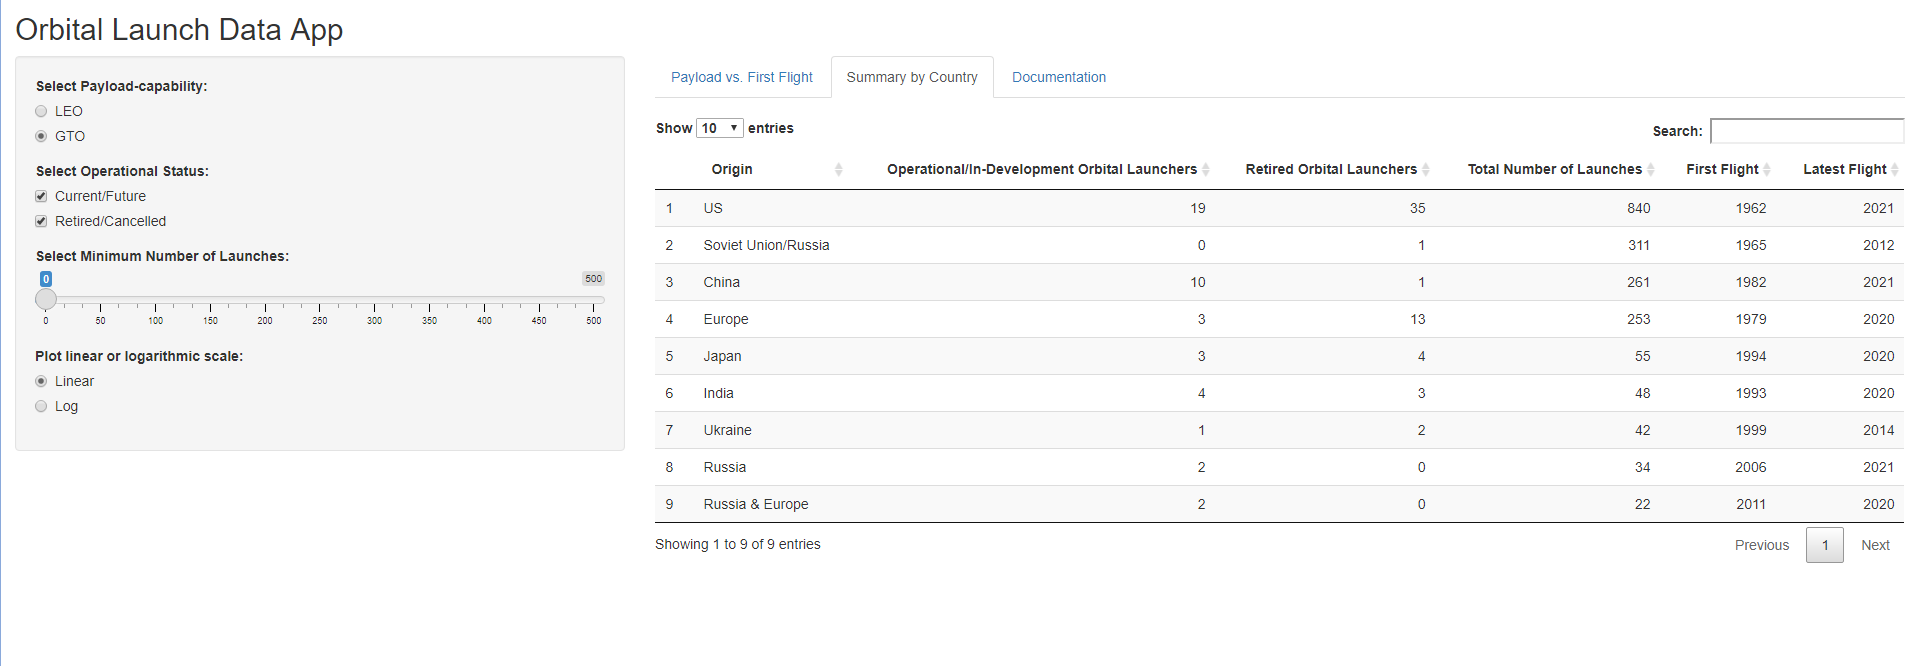 Orbital Launch Data App
Select Payload-capability:
LEO
GTO
Select Operational Status:
Current/Future
Retired/Cancelled
Select Minimum Number of Launches:
0 500
0 50 100 150 200 250 300 350 400 450 500
Plot linear or logarithmic scale:
Linear
Log
Payload vs. First Flight Summary by Country Documentation
Show 10 entries Search:
Origin Operational/In-Development Orbital Launchers Retired Orbital Launchers Total Number of Launches First Flight Latest Flight
1 US 19 35 840 1962 2021
2 Soviet Union/Russia 0 1 311 1965 2012
3 China 10 1 261 1982 2021
4 Europe 3 13 253 1979 2020
5 Japan 3 4 55 1994 2020
6 India 4 3 48 1993 2020
7 Ukraine 1 2 42 1999 2014
8 Russia 2 0 34 2006 2021
9 Russia & Europe 2 0 22 2011 2020
Showing 1 to 9 of 9 entries Previous 1 Next